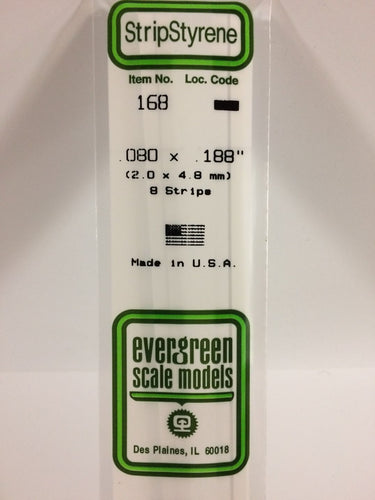 StripStyrene
Item No. Loc. Code
168
.080 x .188"
(2.0 x 4.8 mm)
8 Strips
Made in U.S.A.
evergreen
scale models
Des Plaines, IL 60018